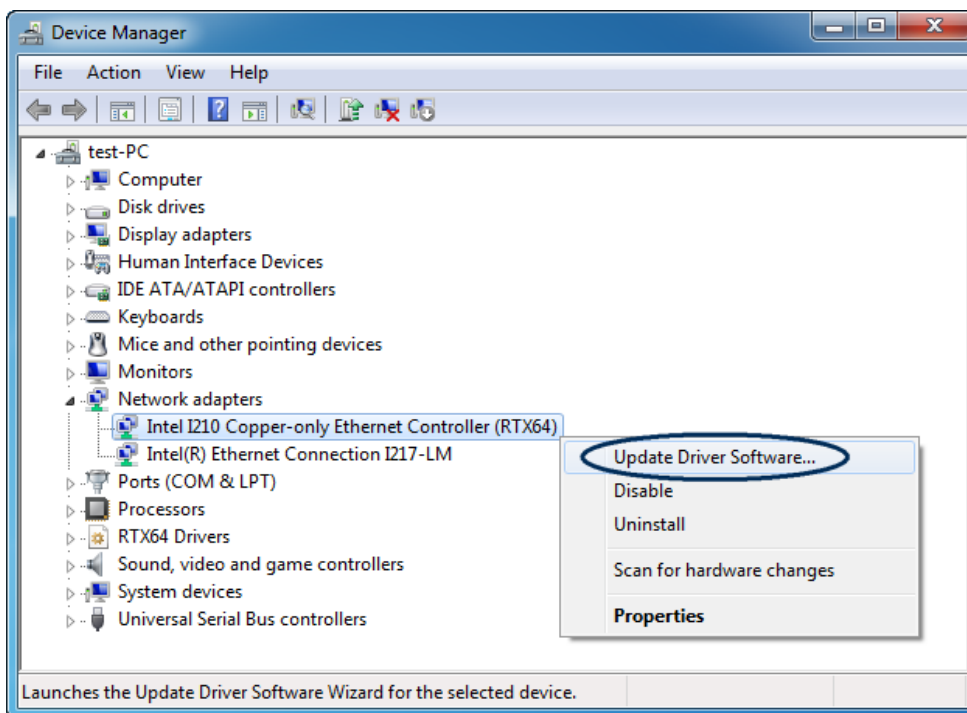 Device Manager
File Action View Help
test-PC
Computer
Disk drives
Display adapters
Human Interface Devices
IDE ATA/ATAPI controllers
Keyboards
Mice and other pointing devices
Monitors
Network adapters
Intel I210 Copper-only Ethernet Controller (RTX64)
Intel(R) Ethernet Connection I217-LM
Ports (COM & LPT)
Processors
RTX64 Drivers
Sound, video and game controllers
System devices
Universal Serial Bus controllers
Update Driver Software...
Disable
Uninstall
Scan for hardware changes
Properties
Launches the Update Driver Software Wizard for the selected device.